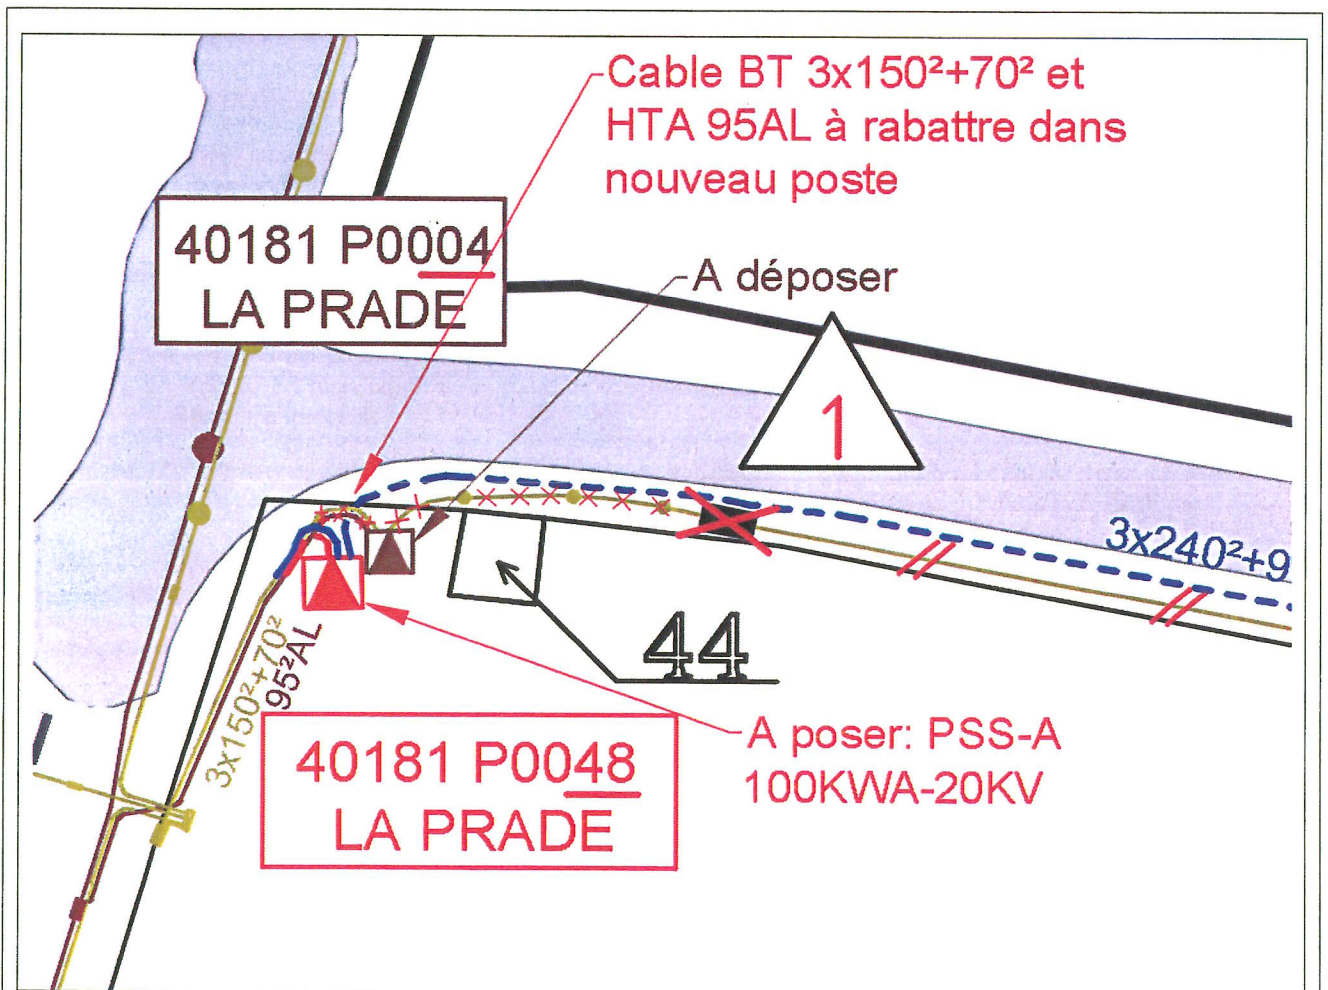 Cable BT 3x150²+70² et
HTA 95AL à rabattre dans
nouveau poste
40181 P0004
LA PRADE
A déposer
1
3x240²+9
44
3x150²+70²
95²AL
40181 P0048
LA PRADE
A poser: PSS-A
100KWA-20KV